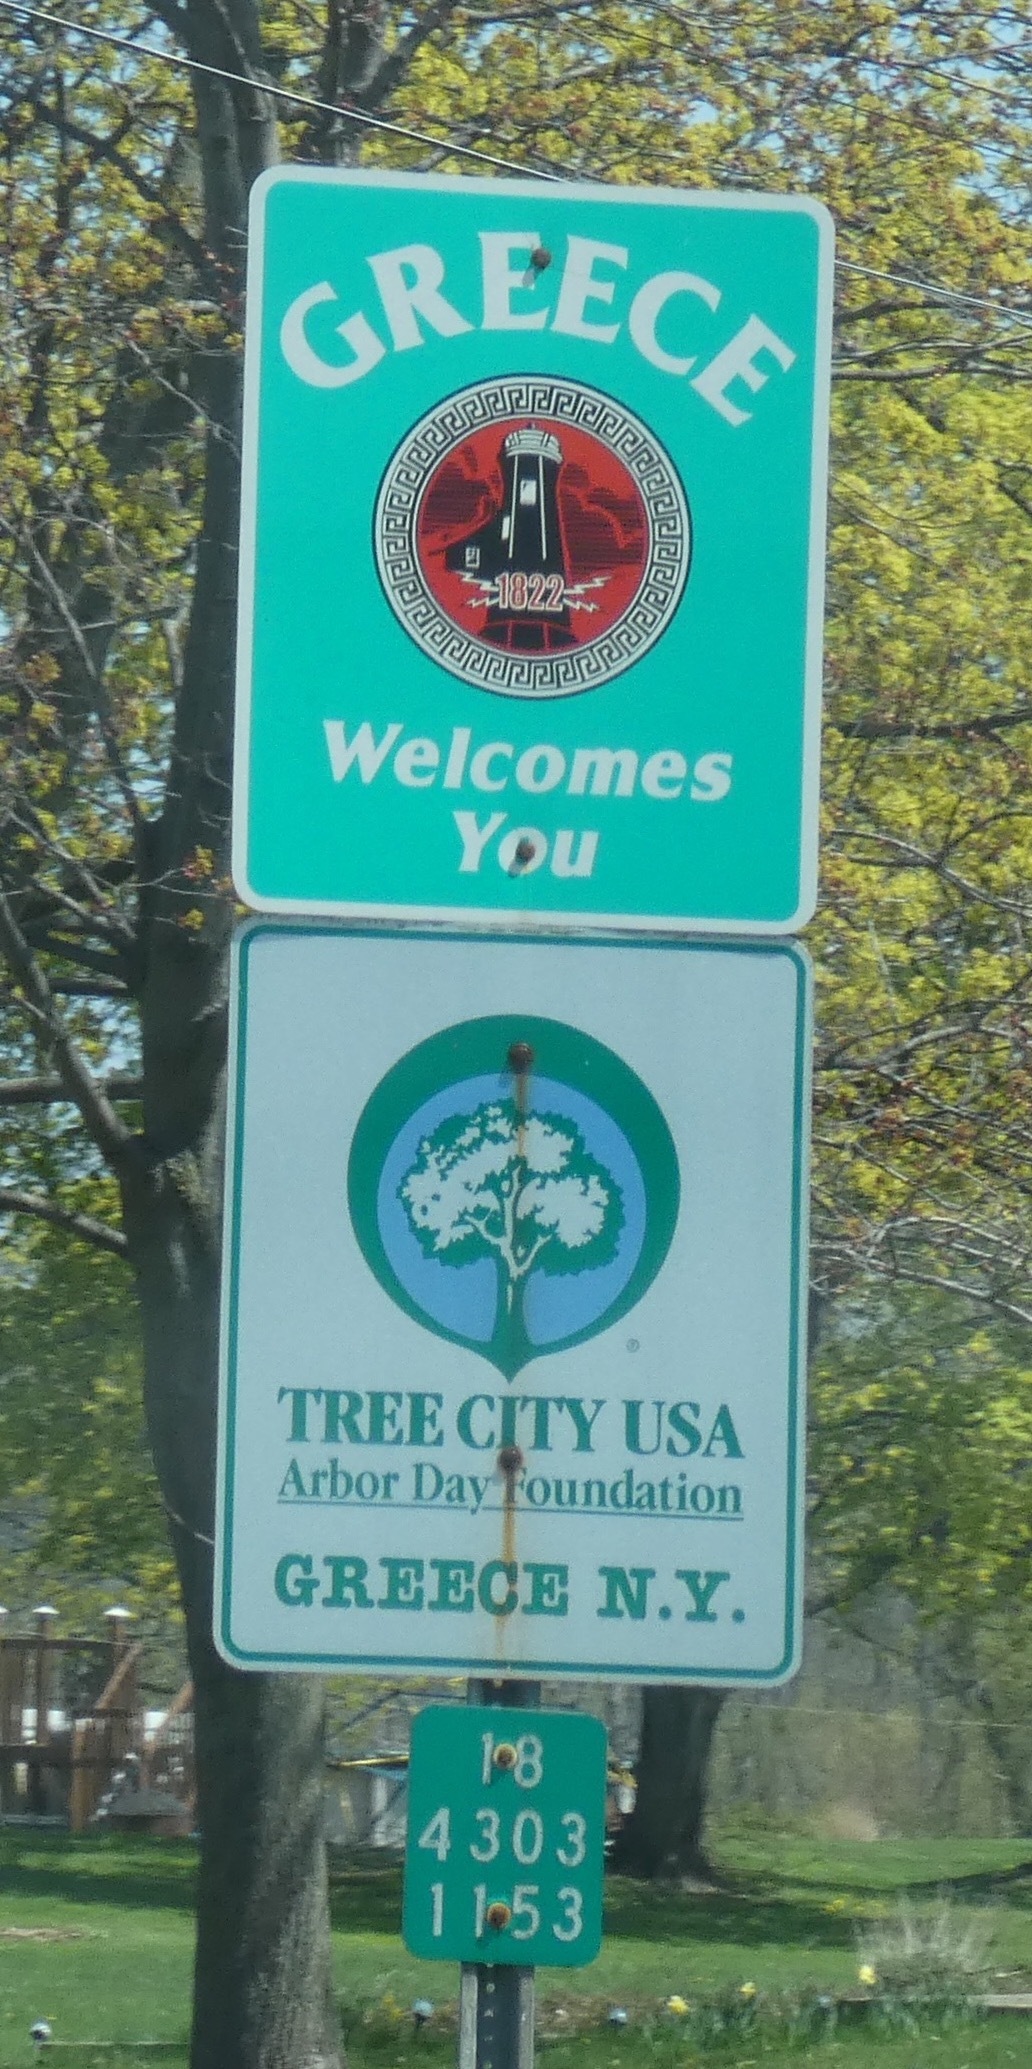 GREECE
1822
Welcomes
You
®
TREE CITY USA
Arbor Day Foundation
GREECE N.Y.
18
4303
1153